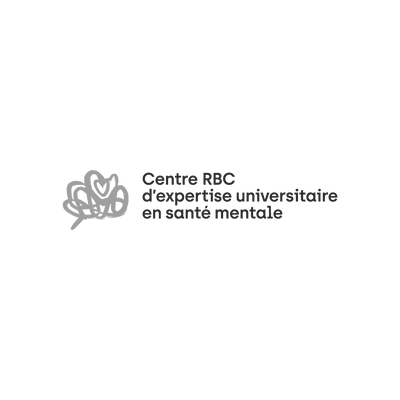 Centre RBC
d'expertise universitaire
en santé mentale